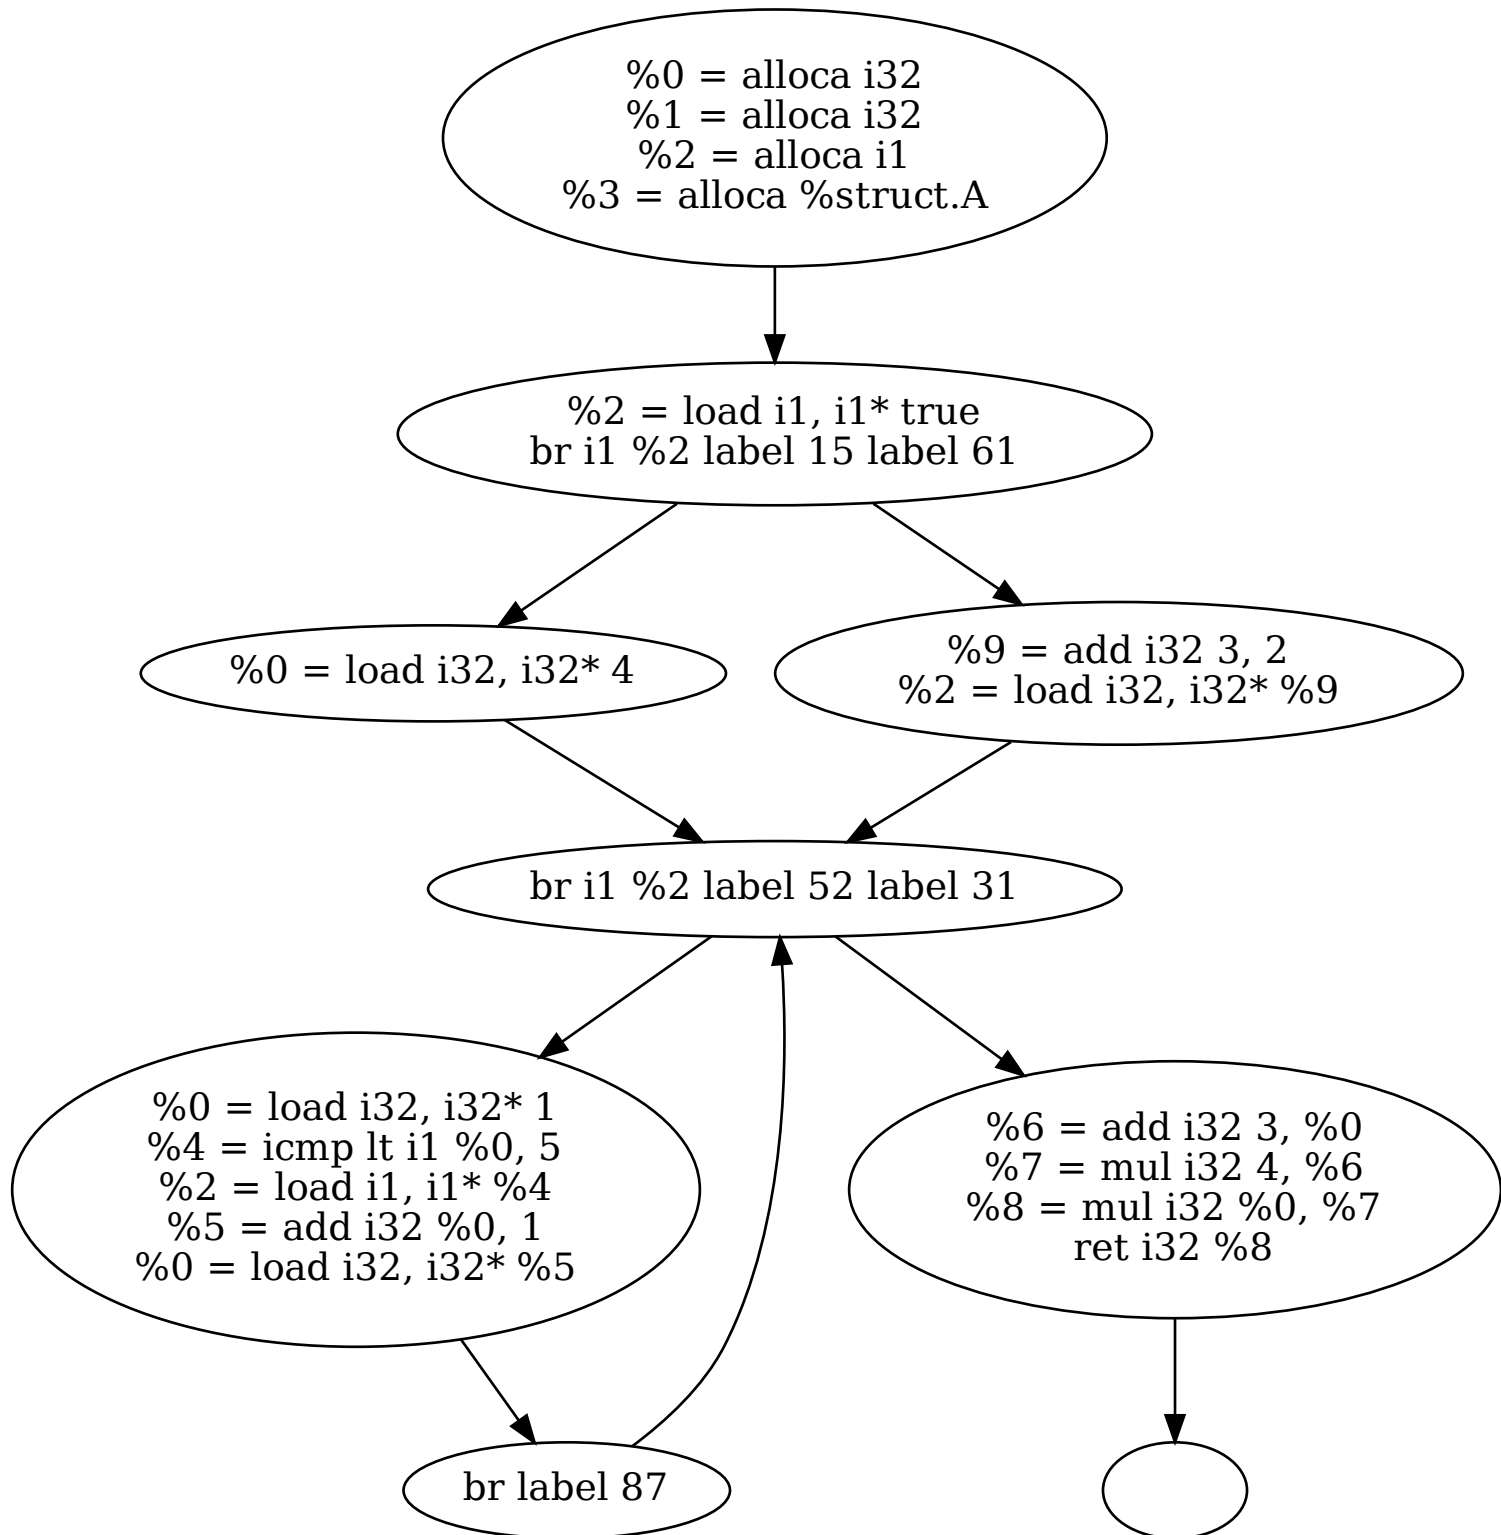 %0 = alloca i32
%1 = alloca i32
%2 = alloca i1
%3 = alloca %struct.A
%2 = load i1, i1* true
br i1 %2 label 15 label 61
%0 = load i32, i32* 4
%9 = add i32 3, 2
%2 = load i32, i32* %9
br i1 %2 label 52 label 31
%0 = load i32, i32* 1
%4 = icmp lt i1 %0, 5
%2 = load i1, i1* %4
%5 = add i32 %0, 1
%0 = load i32, i32* %5
%6 = add i32 3, %0
%7 = mul i32 4, %6
%8 = mul i32 %0, %7
ret i32 %8
br label 87